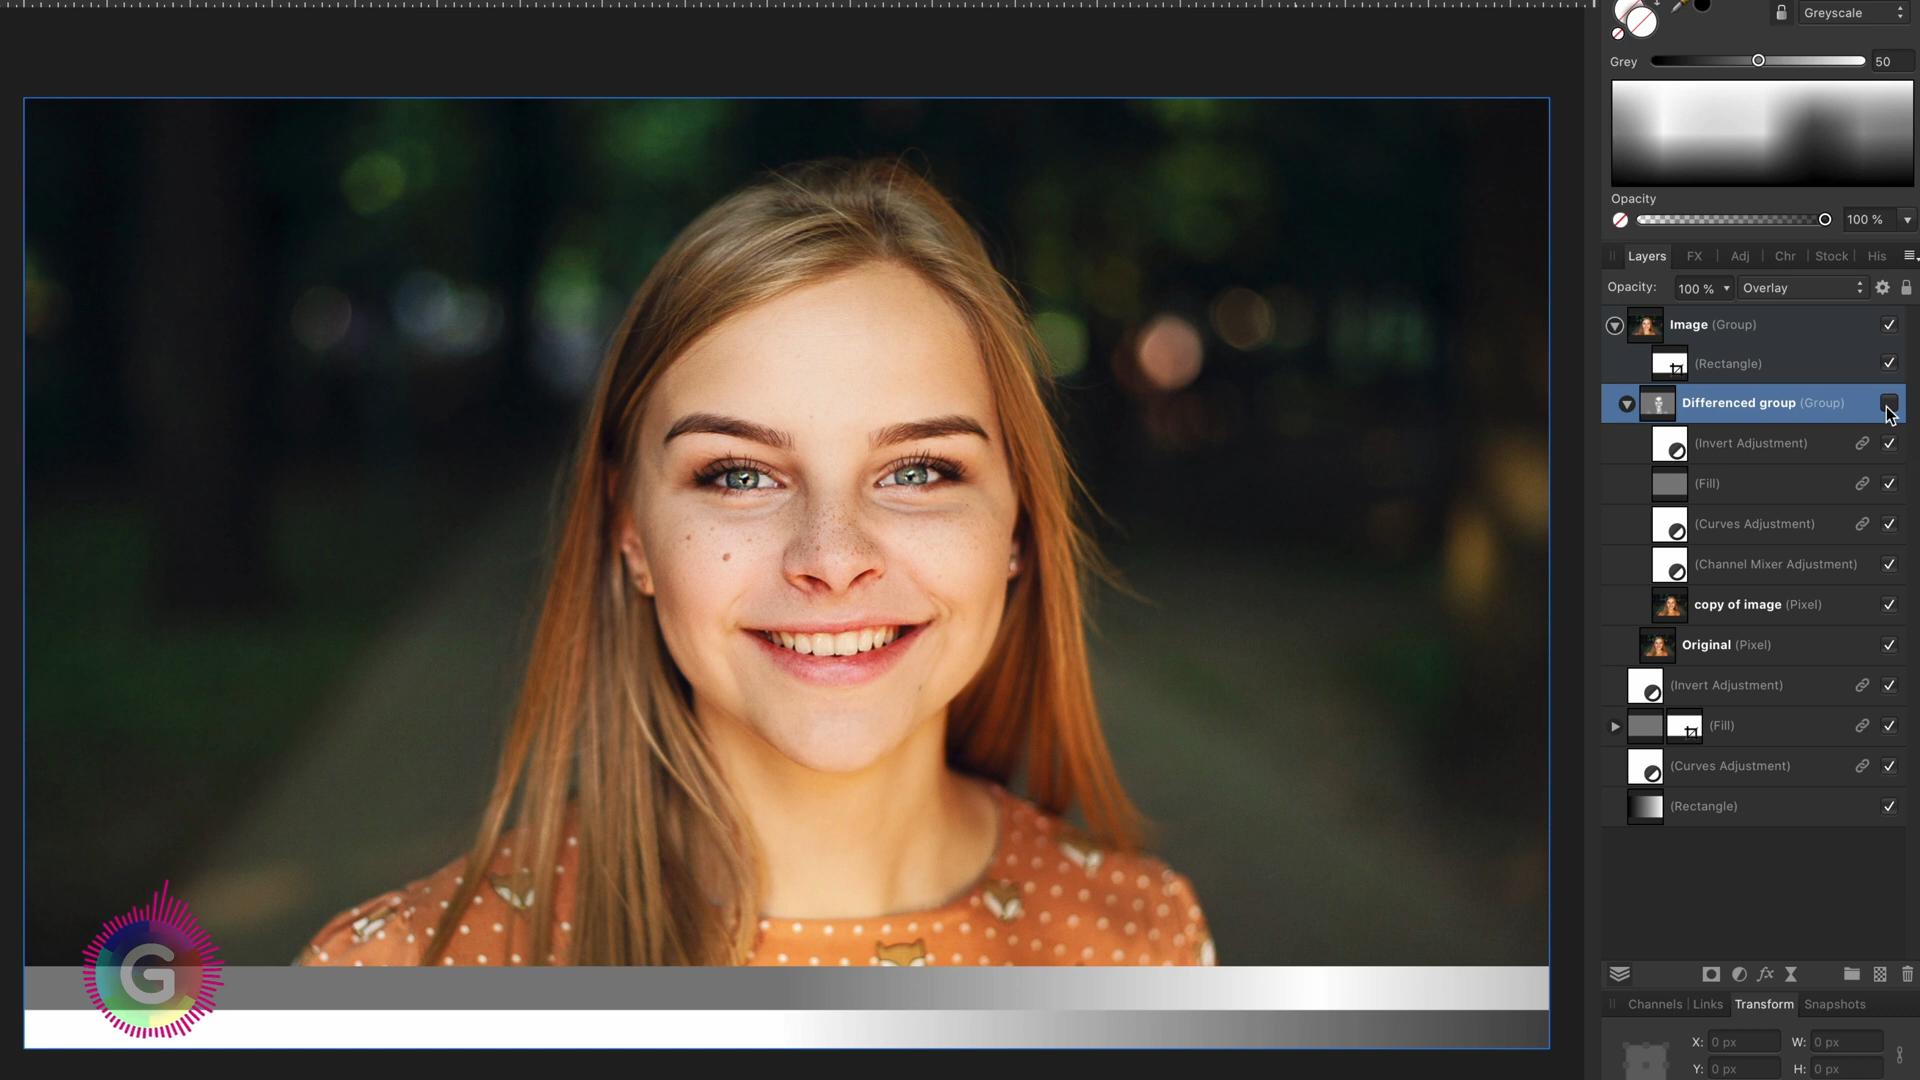 Greyscale
Grey 50
Opacity
100 %
Layers FX Adj Chr Stock His
Opacity: 100 % Overlay
Image (Group)
(Rectangle)
Differenced group (Group)
(Invert Adjustment)
(Fill)
(Curves Adjustment)
(Channel Mixer Adjustment)
copy of image (Pixel)
Original (Pixel)
(Invert Adjustment)
(Fill)
(Curves Adjustment)
(Rectangle)
G
fx
Channels Links Transform Snapshots
X: 0 px W: 0 px
Y: 0 px H: 0 px